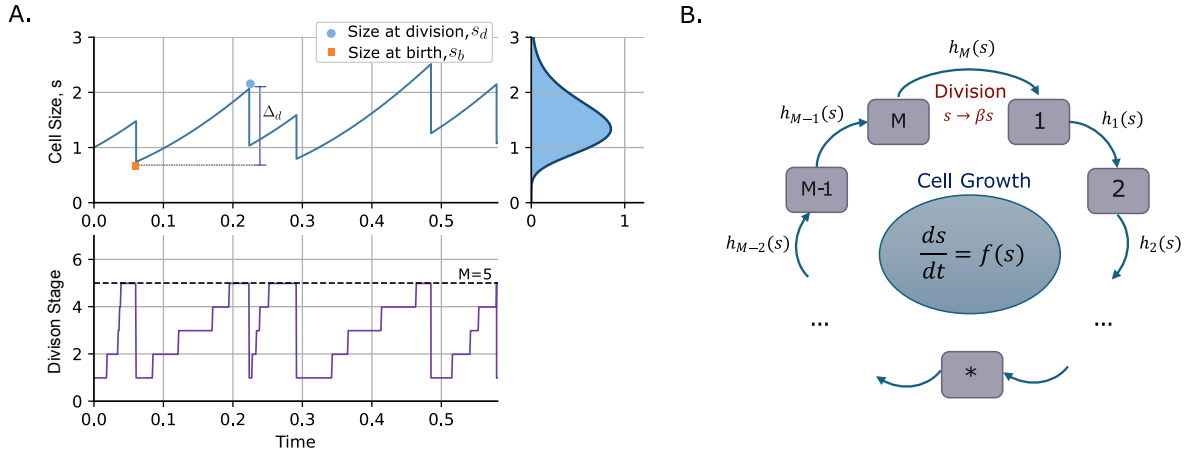 A.
Size at division, s_d
Size at birth, s_b
Cell Size, s
3
2
1
0
0.0 0.1 0.2 0.3 0.4 0.5
Δ_d
3
2
1
0
0 1
Divison Stage
6
4
2
0
M=5
0.0 0.1 0.2 0.3 0.4 0.5
Time
B.
h_M(s)
Division
s → βs
M
1
h_{M−1}(s)
h_1(s)
M-1
2
Cell Growth
ds/dt = f(s)
h_{M−2}(s)
h_2(s)
...
...
*